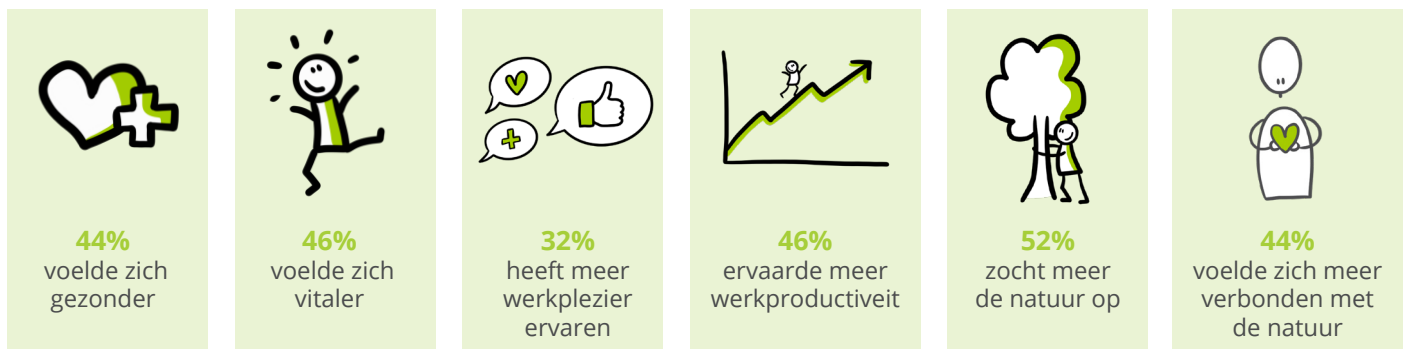 44%
voelde zich
gezonder
46%
voelde zich
vitaler
32%
heeft meer
werkplezier
ervaren
46%
ervaarde meer
werkproductiveit
52%
zocht meer
de natuur op
44%
voelde zich meer
verbonden met
de natuur